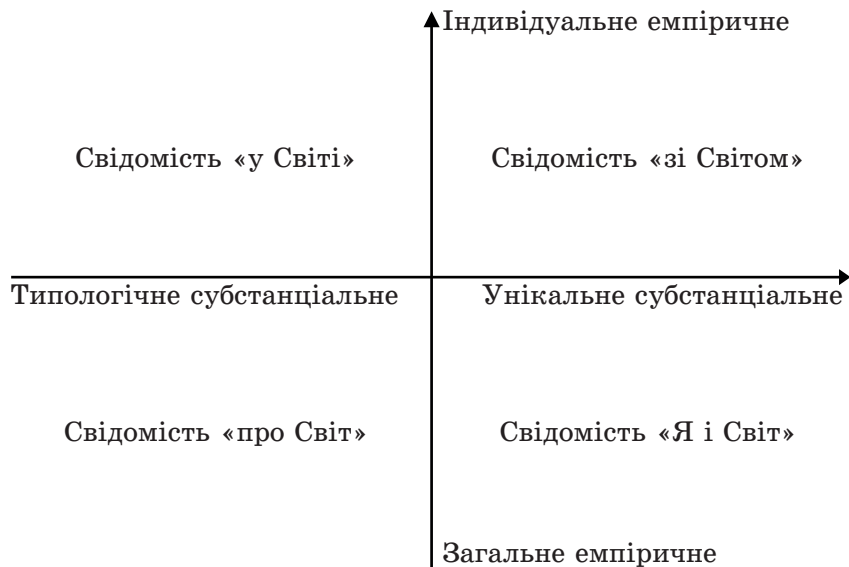 Індивідуальне емпіричне
Свідомість «у Світі»
Свідомість «зі Світом»
Типологічне субстанціальне
Унікальне субстанціальне
Свідомість «про Світ»
Свідомість «Я і Світ»
Загальне емпіричне